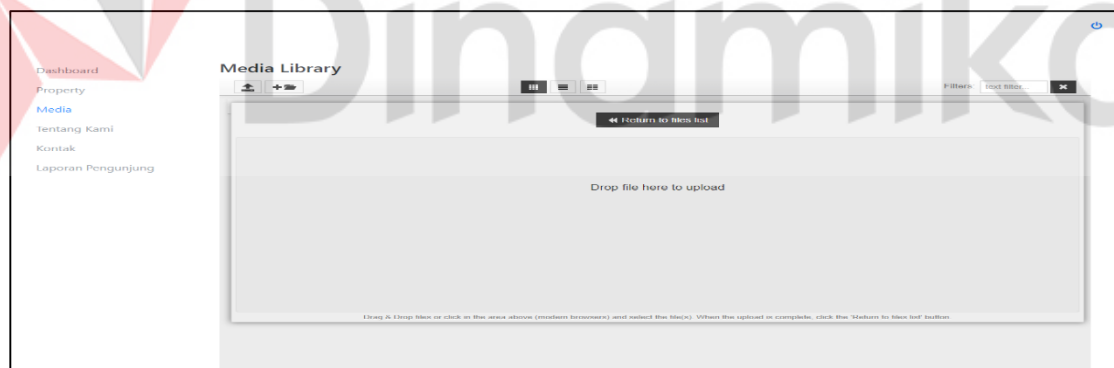 Dinamika
Dashboard
Property
Media
Tentang Kami
Kontak
Laporan Pengunjung
Media Library
Filters: text filter...
Return to files list
Drop file here to upload
Drag & Drop files or click in the area above (modern browsers) and select the file(s). When the upload is complete, click the 'Return to files list' button.